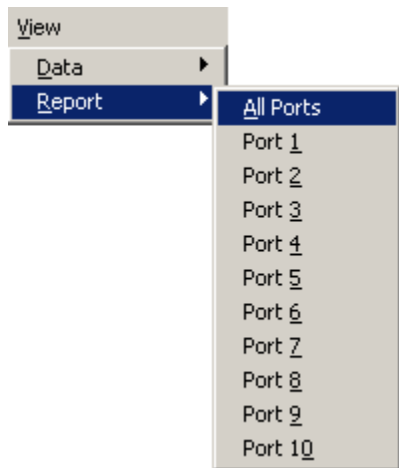 View
Data
Report
All Ports
Port 1
Port 2
Port 3
Port 4
Port 5
Port 6
Port 7
Port 8
Port 9
Port 10